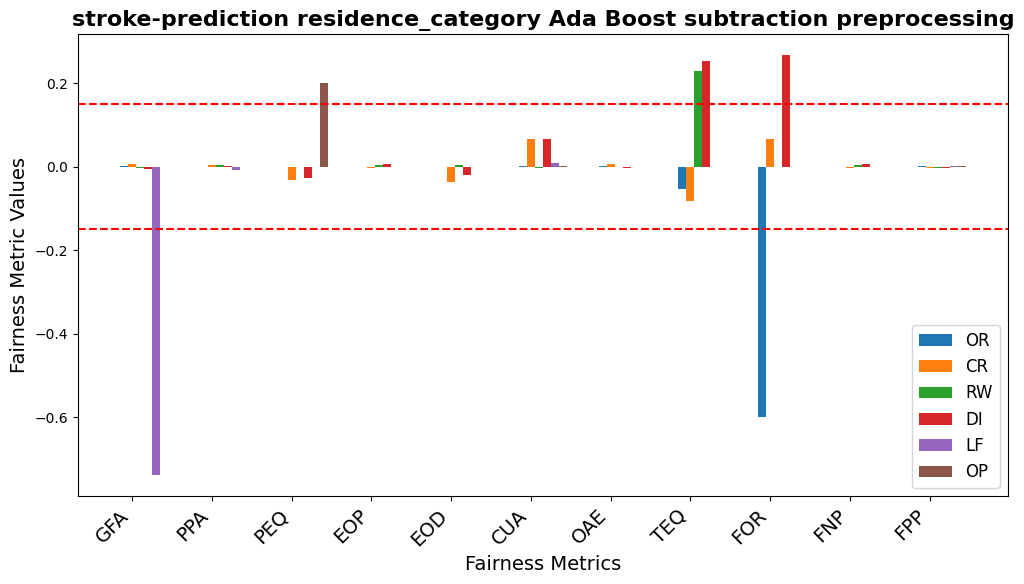 stroke-prediction residence_category Ada Boost subtraction preprocessing
Fairness Metric Values
0.2
0.0
−0.2
−0.4
−0.6
OR
CR
RW
DI
LF
OP
GFA
PPA
PEQ
EOP
EOD
CUA
OAE
TEQ
FOR
FNP
FPP
Fairness Metrics